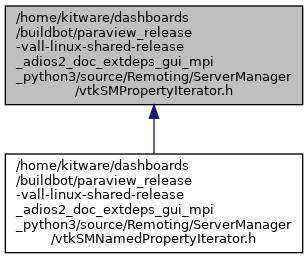 /home/kitware/dashboards
/buildbot/paraview_release
-vall-linux-shared-release
_adios2_doc_extdeps_gui_mpi
_python3/source/Remoting/ServerManager
/vtkSMPropertyIterator.h
/home/kitware/dashboards
/buildbot/paraview_release
-vall-linux-shared-release
_adios2_doc_extdeps_gui_mpi
_python3/source/Remoting/ServerManager
/vtkSMNamedPropertyIterator.h